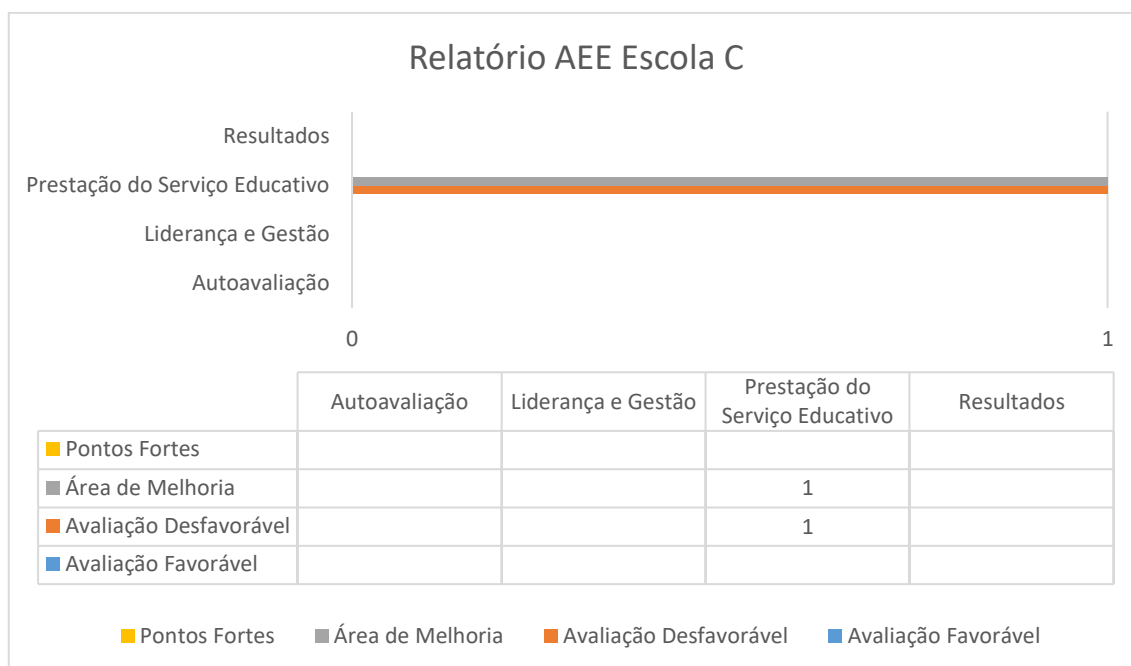 Relatório AEE Escola C
Resultados
Prestação do Serviço Educativo
Liderança e Gestão
Autoavaliação
0 1
Autoavaliação Liderança e Gestão Prestação do Serviço Educativo Resultados
Pontos Fortes
Área de Melhoria 1
Avaliação Desfavorável 1
Avaliação Favorável
Pontos Fortes Área de Melhoria Avaliação Desfavorável Avaliação Favorável